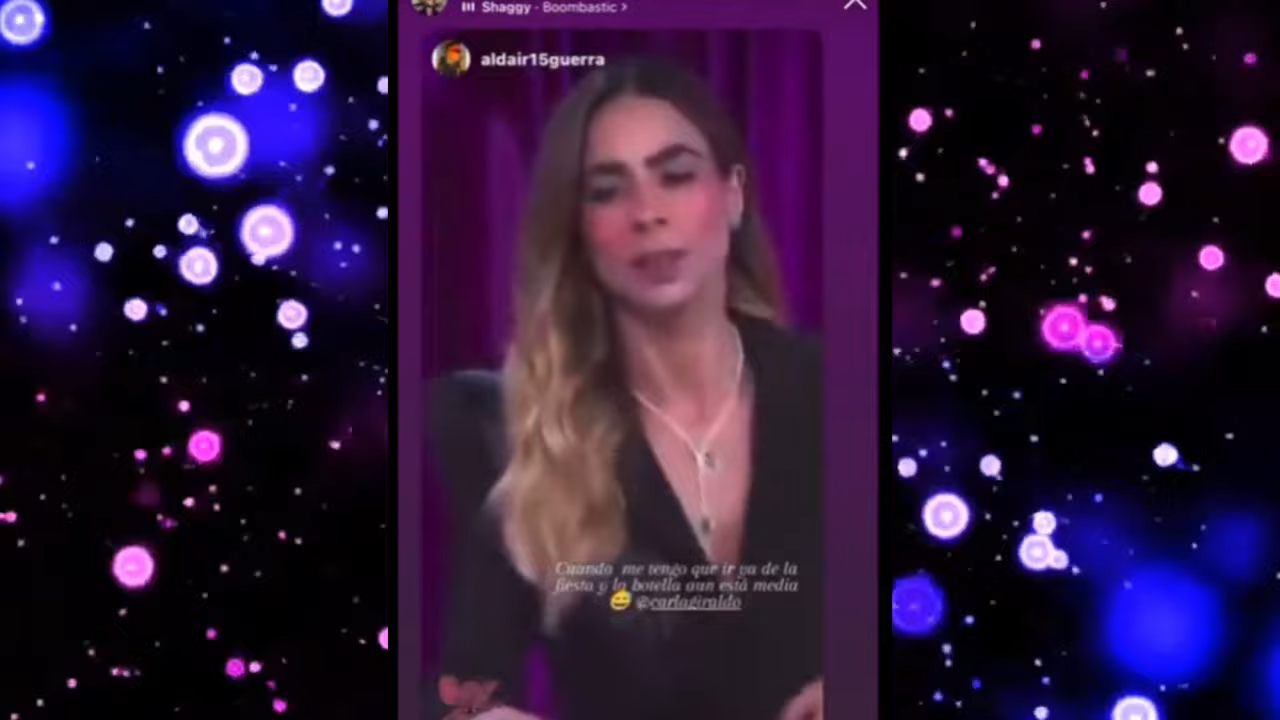 Shaggy · Boombastic >
aldair15guerra
Cuando me tengo que ir ya de la
fiesta y la botella aun está media
😅 @carlagiraldo